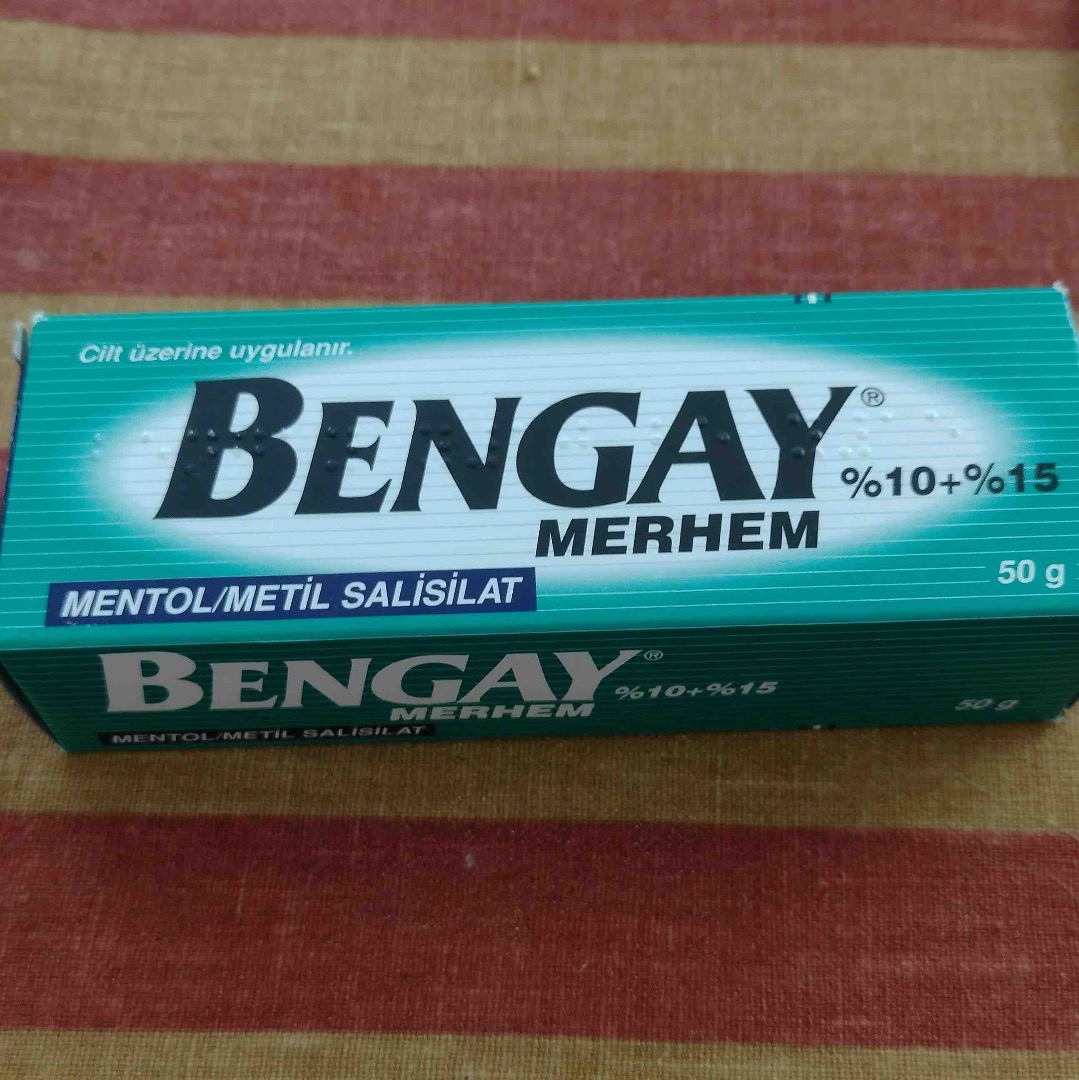 Cilt üzerine uygulanır.
BENGAY®
%10+%15
MERHEM
50 g
MENTOL/METİL SALİSİLAT
BENGAY®
%10+%15
MERHEM
50 g
MENTOL/METİL SALİSİLAT